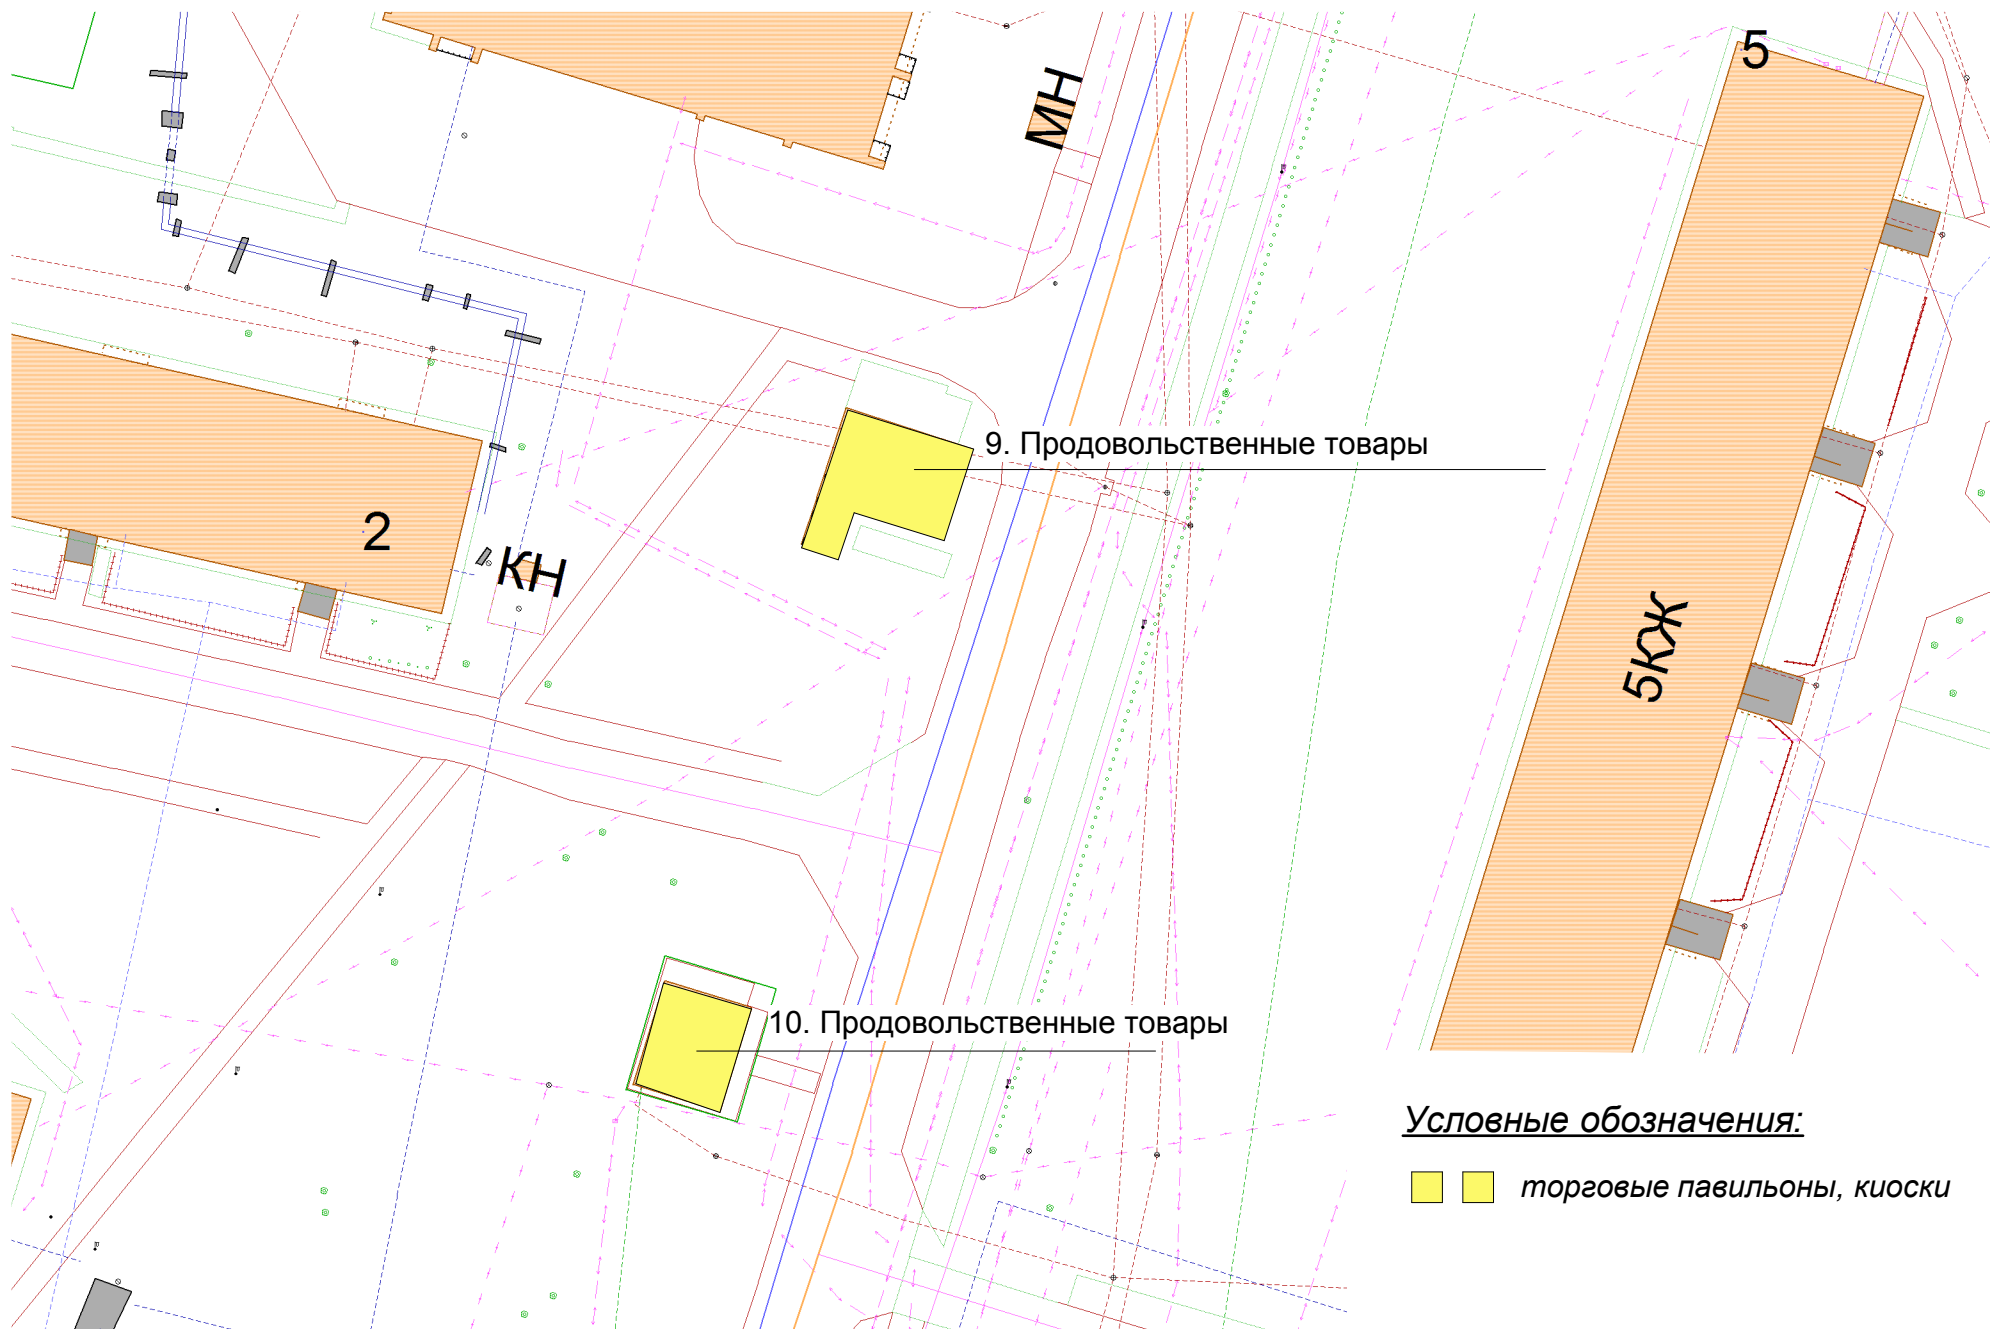 5
МН
9. Продовольственные товары
2
КН
5КЖ
10. Продовольственные товары
Условные обозначения:
торговые павильоны, киоски